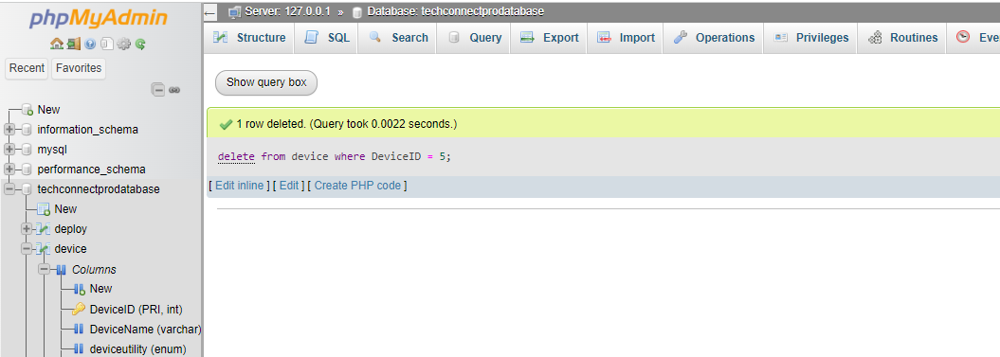 phpMyAdmin
Recent Favorites
New
information_schema
mysql
performance_schema
techconnectprodatabase
New
deploy
device
Columns
New
DeviceID (PRI, int)
DeviceName (varchar)
deviceutility (enum)
Server: 127.0.0.1 » Database: techconnectprodatabase
Structure SQL Search Query Export Import Operations Privileges Routines Eve
Show query box
1 row deleted. (Query took 0.0022 seconds.)
delete from device where DeviceID = 5;
[ Edit inline ] [ Edit ] [ Create PHP code ]